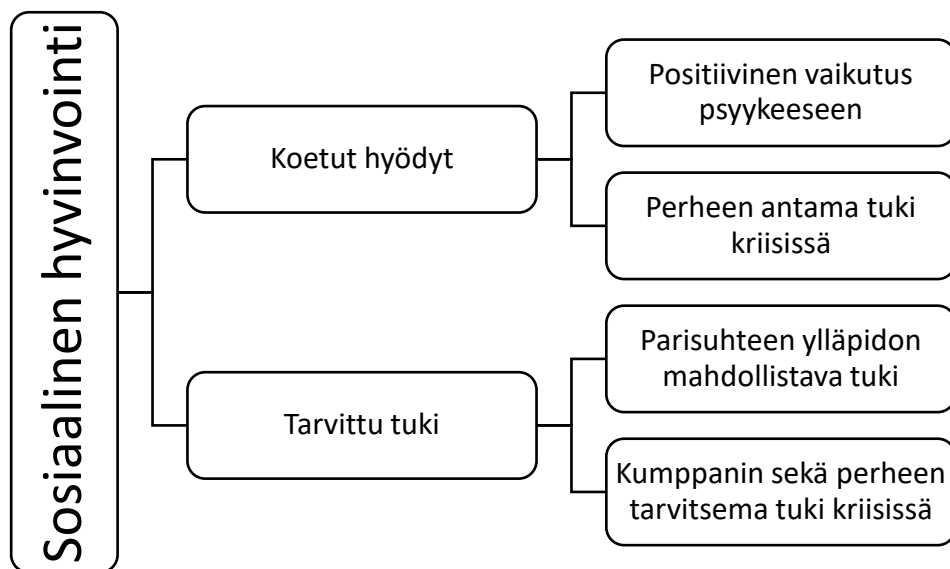 Sosiaalinen hyvinvointi
Koetut hyödyt
Positiivinen vaikutus
psyykeeseen
Perheen antama tuki
kriisissä
Tarvittu tuki
Parisuhteen ylläpidon
mahdollistava tuki
Kumppanin sekä perheen
tarvitsema tuki kriisissä